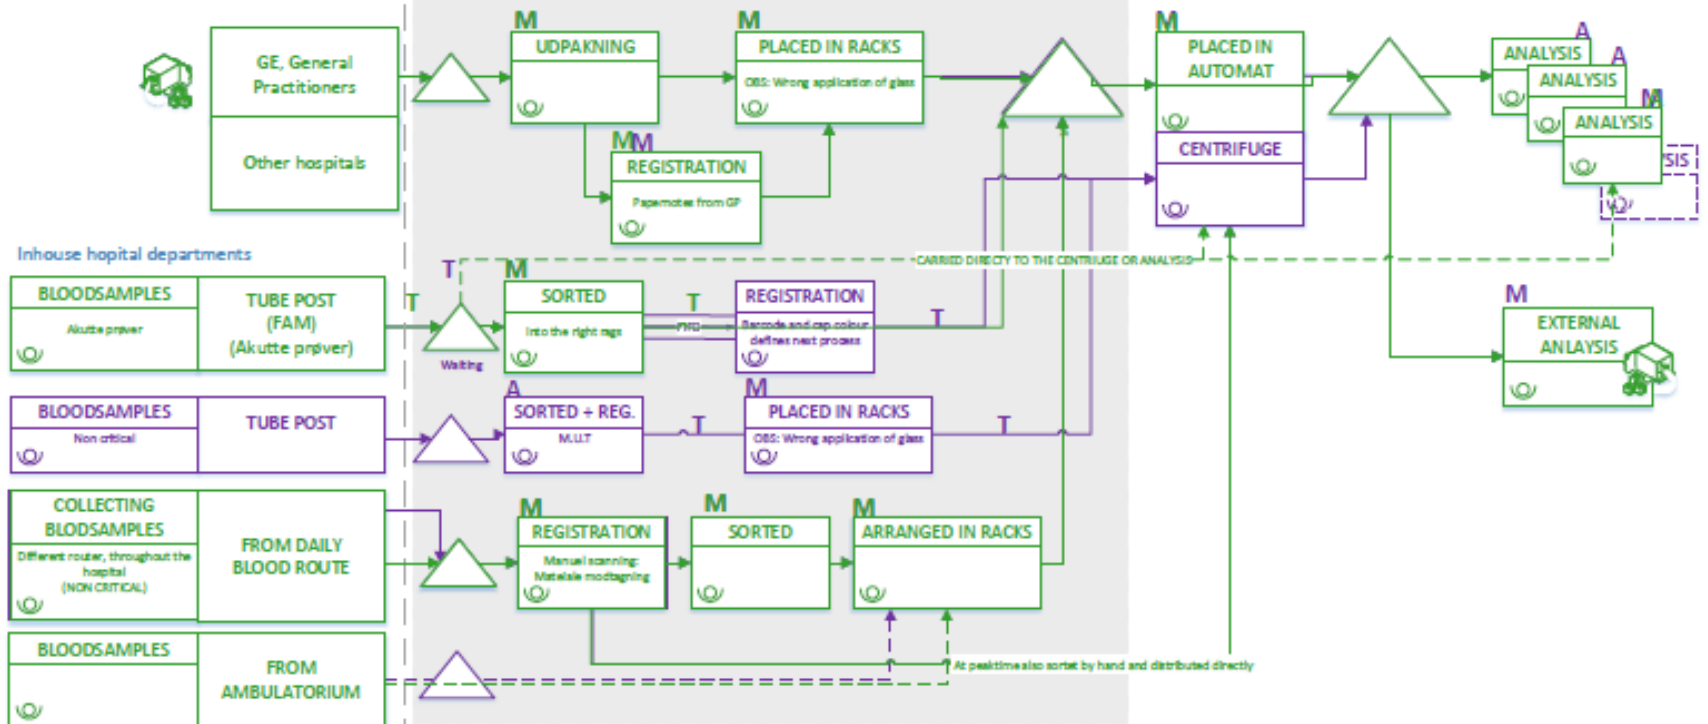 M
UDPAKNING
M
PLACED IN RACKS
OBS: Wrong application of glass
M
PLACED IN
AUTOMAT
A
ANALYSIS
A
ANALYSIS
M
ANALYSIS
SIS
GE, General
Practitioners
Other hospitals
MM
REGISTRATION
Papernotes from GP
CENTRIFUGE
Inhouse hopital departments
BLOODSAMPLES
Akutte prøver
TUBE POST
(FAM)
(Akutte prøver)
T
T
Waiting
M
SORTED
Into the right rags
T
FIFO
REGISTRATION
Barcode and cap colour
defines next process
T
CARRIED DIRECTY TO THE CENTRIUGE OR ANALYSIS
M
EXTERNAL
ANLAYSIS
BLOODSAMPLES
Non critical
TUBE POST
A
SORTED + REG.
M.U.T
T
M
PLACED IN RACKS
OBS: Wrong application of glass
T
COLLECTING
BLODSAMPLES
Different router, throughout the
hospital
(NON CRITICAL)
FROM DAILY
BLOOD ROUTE
M
REGISTRATION
Manuel scanning:
Matelale modtagning
M
SORTED
M
ARRANGED IN RACKS
BLOODSAMPLES
FROM
AMBULATORIUM
At peaktime also sortet by hand and distributed directly